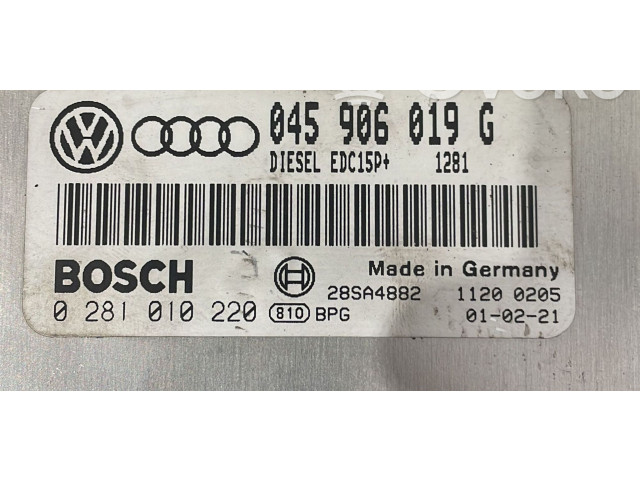 045 906 019 G
DIESEL EDC15P+ 1281
BOSCH Made in Germany
28SA4882 1120 0205
0 281 010 220 810 BPG 01-02-21